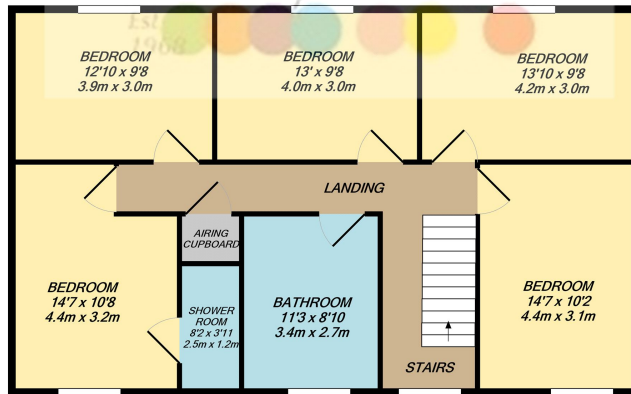 Est
1968
BEDROOM
12'10 x 9'8
3.9m x 3.0m
BEDROOM
13' x 9'8
4.0m x 3.0m
BEDROOM
13'10 x 9'8
4.2m x 3.0m
LANDING
AIRING
CUPBOARD
BEDROOM
14'7 x 10'8
4.4m x 3.2m
SHOWER
ROOM
8'2 x 3'11
2.5m x 1.2m
BATHROOM
11'3 x 8'10
3.4m x 2.7m
BEDROOM
14'7 x 10'2
4.4m x 3.1m
STAIRS